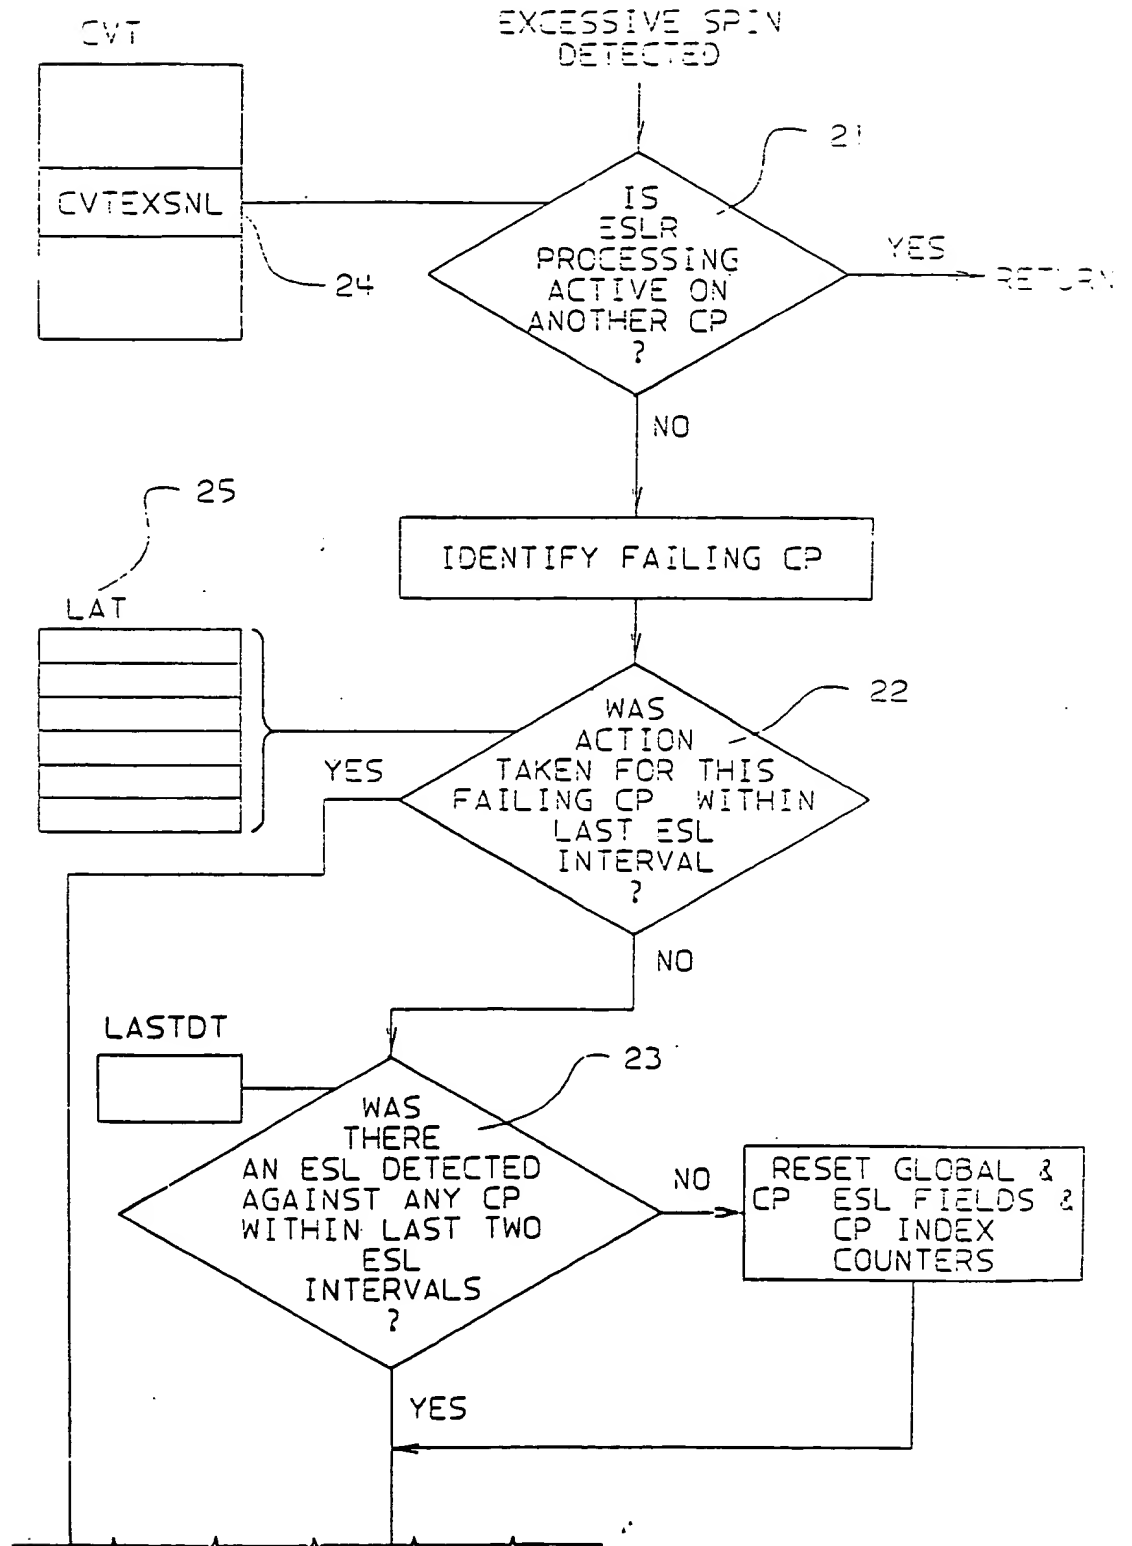 CVT
EXCESSIVE SPIN
DETECTED
21
CVTEXSNL
24
IS
ESLR
PROCESSING
ACTIVE ON
ANOTHER CP
?
YES
RETURN
NO
25
IDENTIFY FAILING CP
LAT
22
WAS
ACTION
TAKEN FOR THIS
FAILING CP WITHIN
LAST ESL
INTERVAL
?
YES
NO
LASTDT
23
WAS
THERE
AN ESL DETECTED
AGAINST ANY CP
WITHIN LAST TWO
ESL
INTERVALS
?
NO
RESET GLOBAL &
CP ESL FIELDS &
CP INDEX
COUNTERS
YES